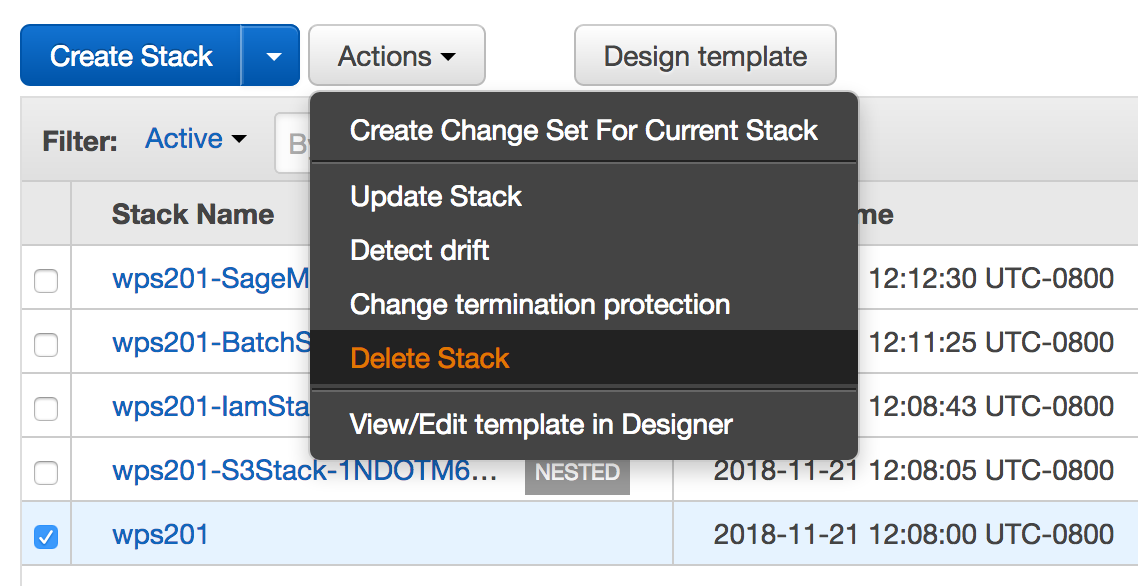 Create Stack Actions Design template
Filter: Active
Create Change Set For Current Stack
Update Stack
Stack Name
Detect drift
wps201-SageM 12:12:30 UTC-0800
Change termination protection
wps201-BatchS 12:11:25 UTC-0800
Delete Stack
wps201-IamSta 12:08:43 UTC-0800
View/Edit template in Designer
wps201-S3Stack-1NDOTM6... NESTED 2018-11-21 12:08:05 UTC-0800
wps201 2018-11-21 12:08:00 UTC-0800